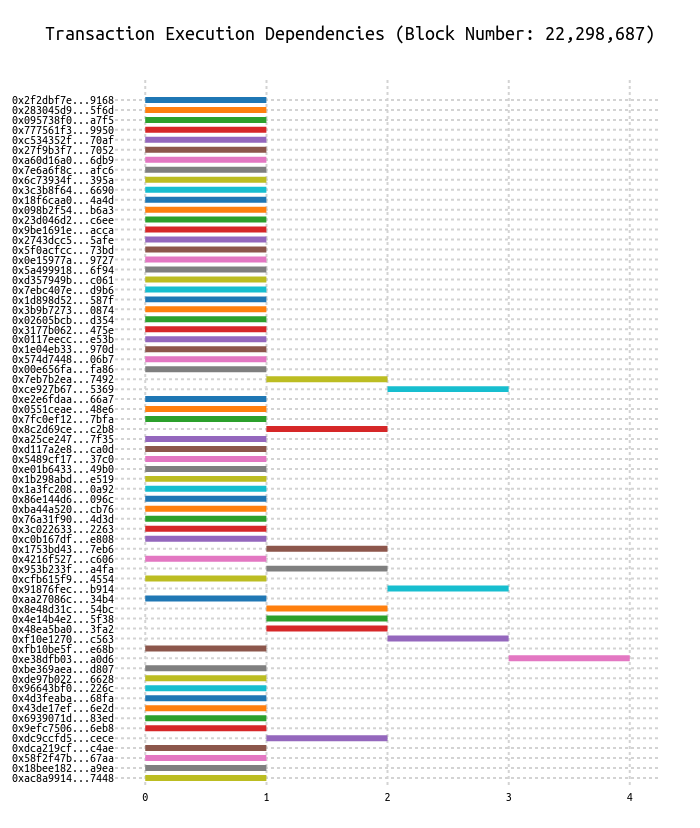 Transaction Execution Dependencies (Block Number: 22,298,687)
0x2f2dbf7e...9168
0x283045d9...5f6d
0x095738f0...a7f5
0x777561f3...9950
0xc534352f...70af
0x27f9b3f7...7052
0xa60d16a0...6db9
0x7e6a6f8c...afc6
0x6c73934f...395a
0x3c3b8f64...6690
0x18f6caa0...4a4d
0x098b2f54...b6a3
0x23d046d2...c6ee
0x9be1691e...acca
0x2743dcc5...5afe
0x5f0acfcc...73bd
0x0e15977a...9727
0x5a499918...6f94
0xd357949b...c061
0x7ebc407e...d9b6
0x1d898d52...587f
0x3b9b7273...0874
0x02605bcb...d354
0x3177b062...475e
0x0117eecc...e53b
0x1e04eb33...970d
0x574d7448...06b7
0x00e656fa...fa86
0x7eb7b2ea...7492
0xce927b67...5369
0xe2e6fdaa...66a7
0x0551ceae...48e6
0x7fc0ef12...7bfa
0x8c2d69ce...c2b8
0xa25ce247...7f35
0xd117a2e8...ca0d
0x5489cf17...37c0
0xe01b6433...49b0
0x1b298abd...e519
0x1a3fc208...0a92
0x86e144d6...096c
0xba44a520...cb76
0x76a31f90...4d3d
0x3c022633...2263
0xc0b167df...e808
0x1753bd43...7eb6
0x4216f527...c606
0x953b233f...a4fa
0xcfb615f9...4554
0x91876fec...b914
0xaa27086c...34b4
0x8e48d31c...54bc
0x4e14b4e2...5f38
0x48ea5ba0...3fa2
0xf10e1270...c563
0xfb10be5f...e68b
0xe38dfb03...a0d6
0xbe369aea...d807
0xde97b022...6628
0x96643bf0...226c
0x4d3feaba...68fa
0x43de17ef...6e2d
0x6939071d...83ed
0x9efc7506...6eb8
0xdc9ccfd5...cece
0xdca219cf...c4ae
0x58f2f47b...67aa
0x18bee182...a9ea
0xac8a9914...7448
0 1 2 3 4